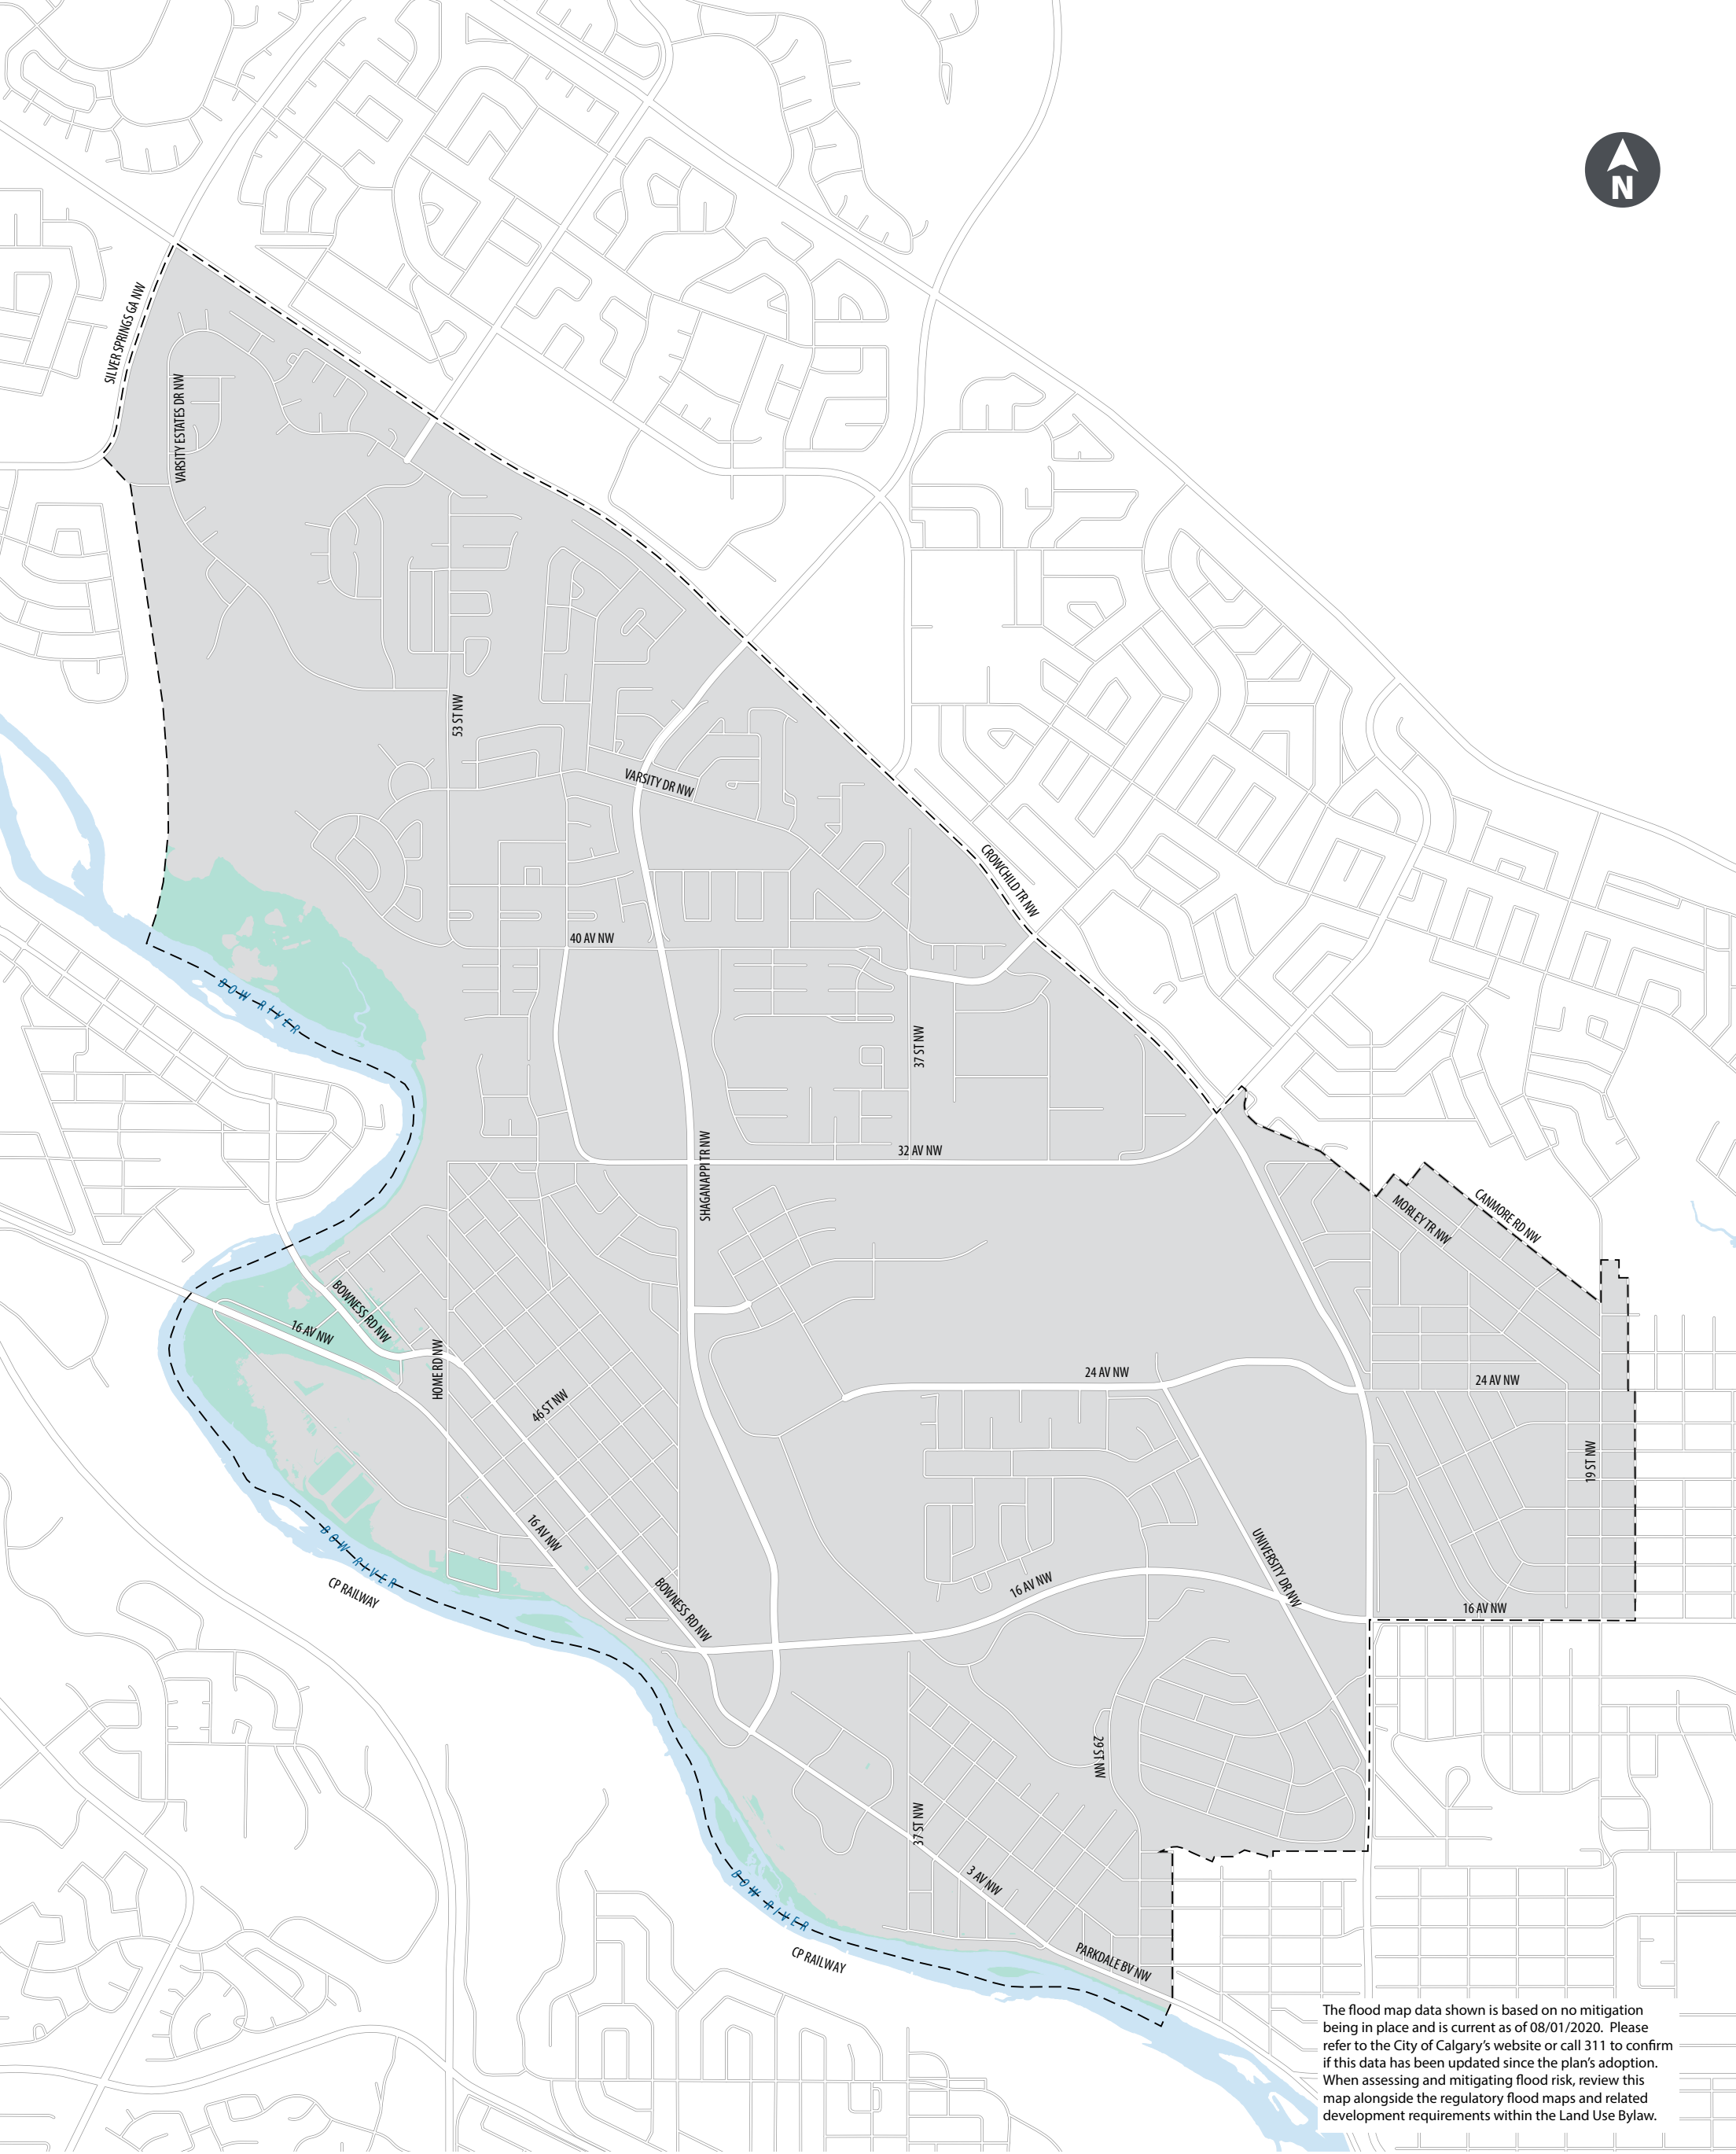 N
SILVER SPRINGS GA NW
VARSITY ESTATES DR NW
53 ST NW
VARSITY DR NW
CROWCHILD TR NW
40 AV NW
BOW RIVER
37 ST NW
SHAGANAPPI TR NW
32 AV NW
CANMORE RD NW
MORLEY TR NW
BOWNESS RD NW
16 AV NW
HOME RD NW
24 AV NW
24 AV NW
46 ST NW
19 ST NW
16 AV NW
BOW RIVER
UNIVERSITY DR NW
CP RAILWAY
BOWNESS RD NW
16 AV NW
16 AV NW
29 ST NW
37 ST NW
3 AV NW
BOW RIVER
CP RAILWAY
PARKDALE BV NW
The flood map data shown is based on no mitigation
being in place and is current as of 08/01/2020. Please
refer to the City of Calgary's website or call 311 to confirm
if this data has been updated since the plan's adoption.
When assessing and mitigating flood risk, review this
map alongside the regulatory flood maps and related
development requirements within the Land Use Bylaw.